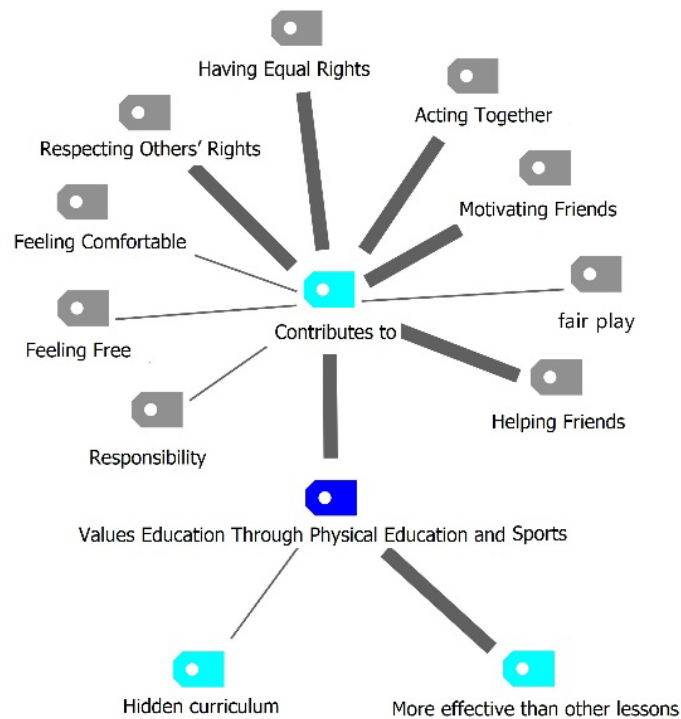 Having Equal Rights
Acting Together
Respecting Others’ Rights
Motivating Friends
Feeling Comfortable
fair play
Contributes to
Feeling Free
Helping Friends
Responsibility
Values Education Through Physical Education and Sports
Hidden curriculum
More effective than other lessons